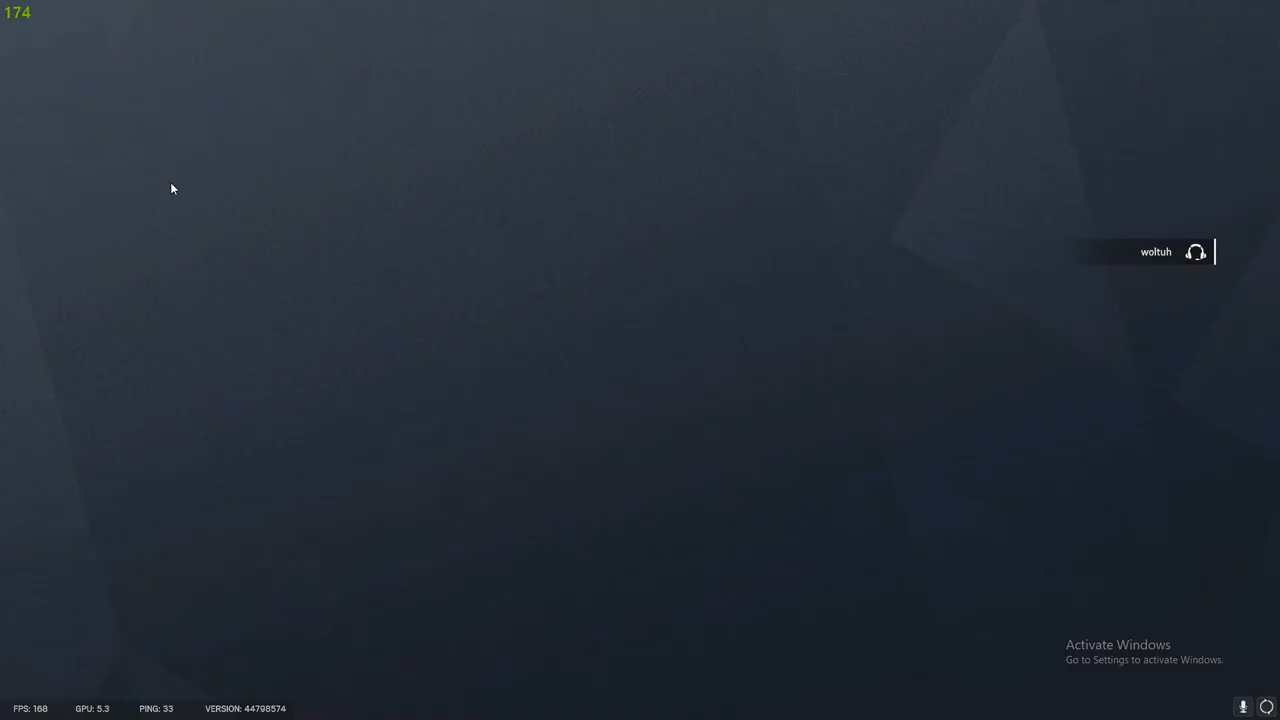 174
woltuh
Activate Windows
Go to Settings to activate Windows.
FPS: 168 GPU: 5.3 PING: 33 VERSION: 44798574